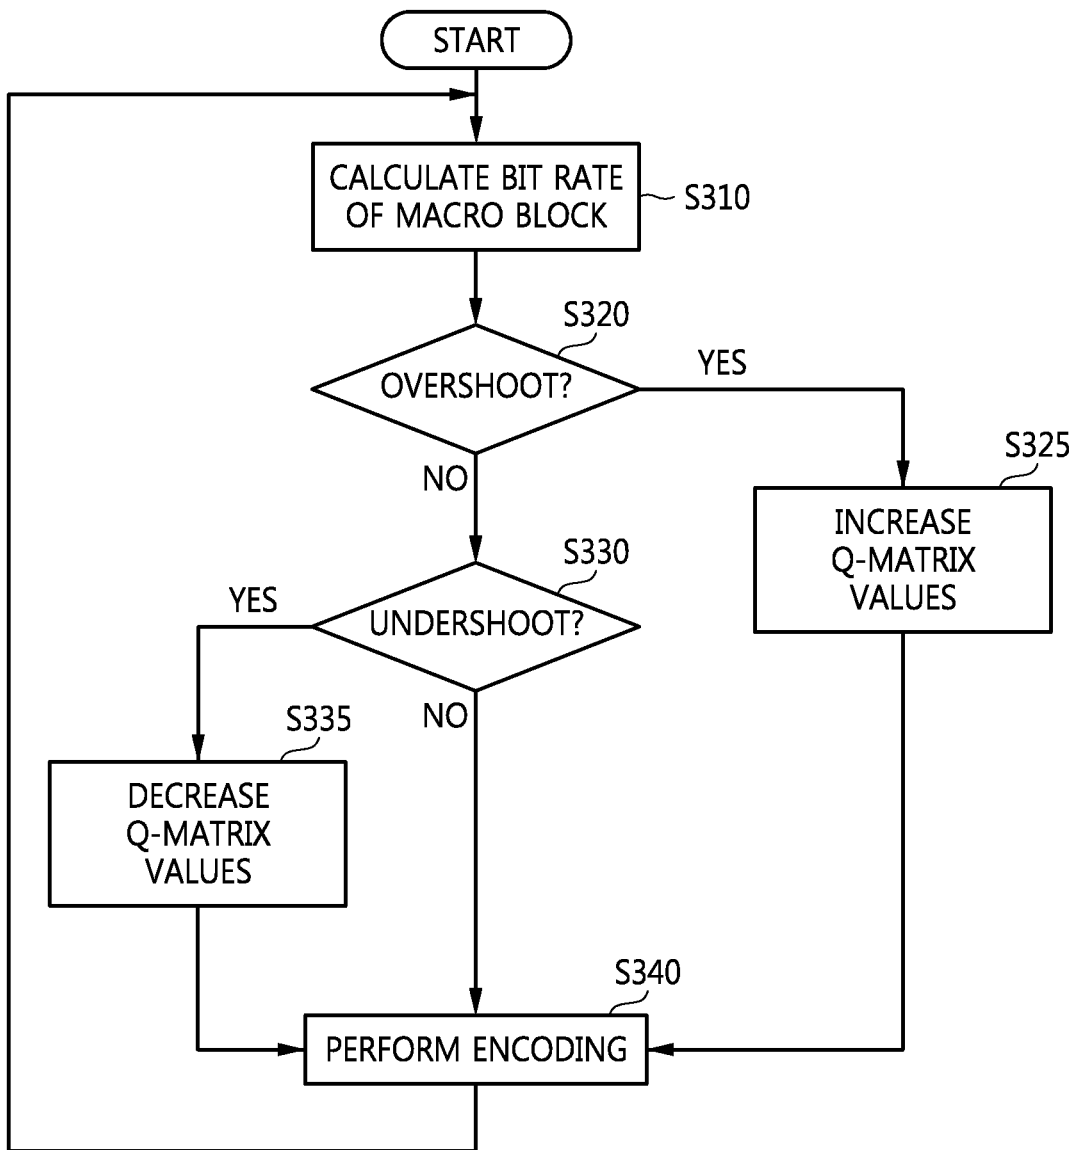 START
CALCULATE BIT RATE
OF MACRO BLOCK
S310
S320
OVERSHOOT?
YES
NO
S325
INCREASE
Q-MATRIX
VALUES
S330
UNDERSHOOT?
YES
NO
S335
DECREASE
Q-MATRIX
VALUES
S340
PERFORM ENCODING